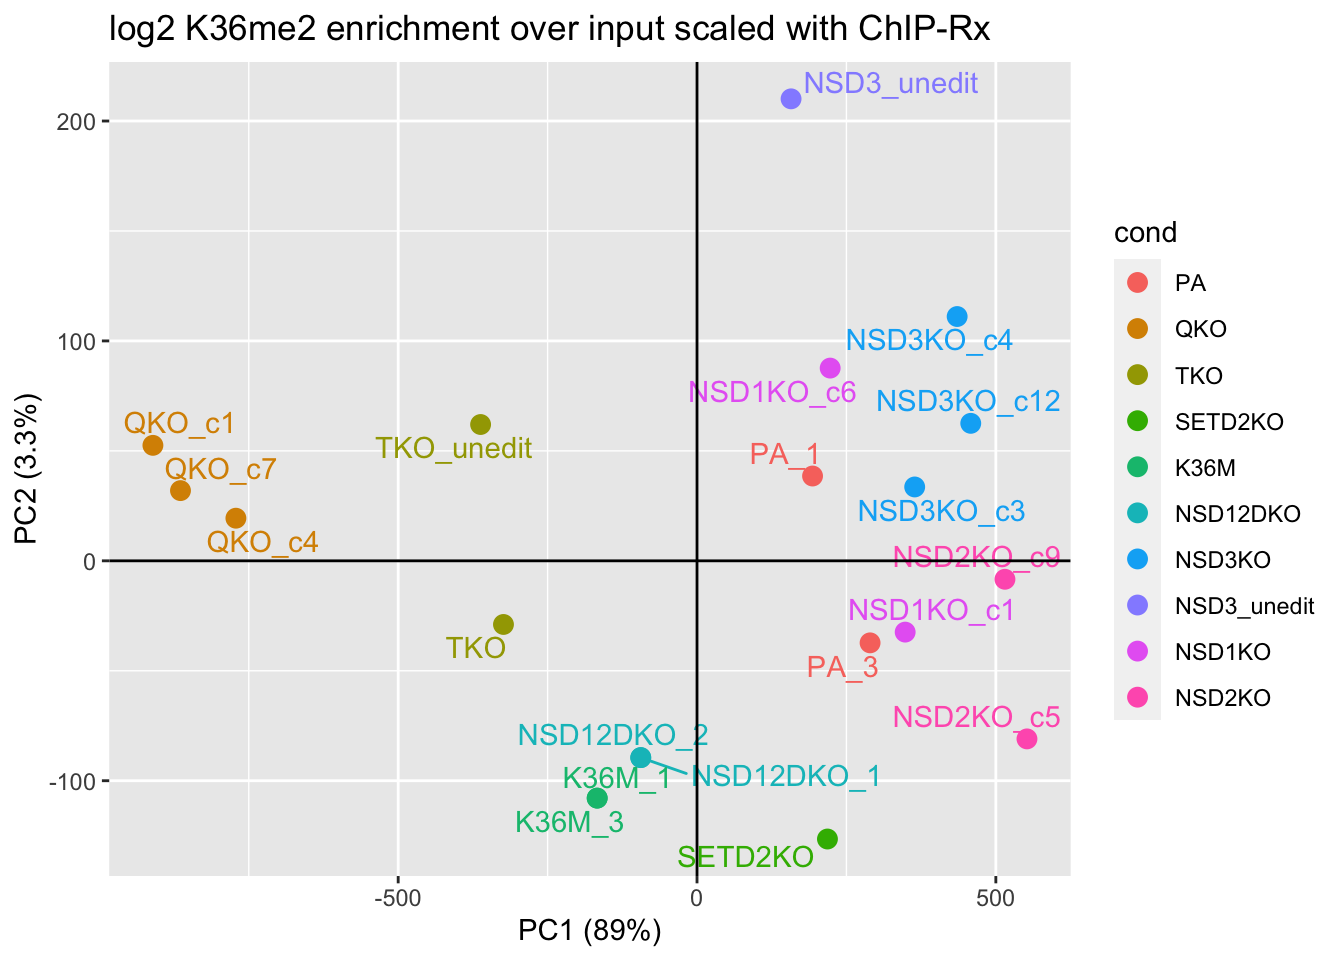 log2 K36me2 enrichment over input scaled with ChIP-Rx
NSD3_unedit
200
NSD3KO_c4
100
NSD1KO_c6
NSD3KO_c12
QKO_c1
TKO_unedit
PA_1
QKO_c7
NSD3KO_c3
QKO_c4
NSD2KO_c9
0
NSD1KO_c1
TKO
PA_3
NSD2KO_c5
NSD12DKO_2
K36M_1
NSD12DKO_1
-100
K36M_3
SETD2KO
-500
0
500
PC1 (89%)
PC2 (3.3%)
cond
PA
QKO
TKO
SETD2KO
K36M
NSD12DKO
NSD3KO
NSD3_unedit
NSD1KO
NSD2KO